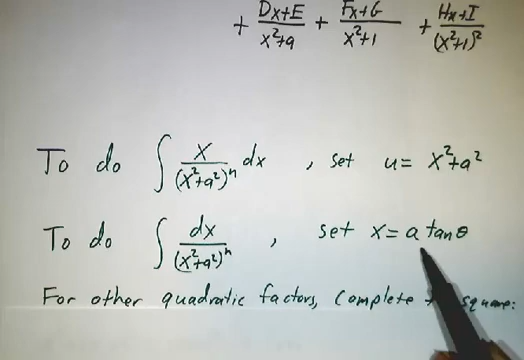 + Dx+E/x²+9 + Fx+G/x²+1 + Hx+I/(x²+1)²
To do ∫ x/(x²+a²)ⁿ dx , set u = x²+a²
To do ∫ dx/(x²+a²)ⁿ , set x = a tan θ
For other quadratic factors, complete square: